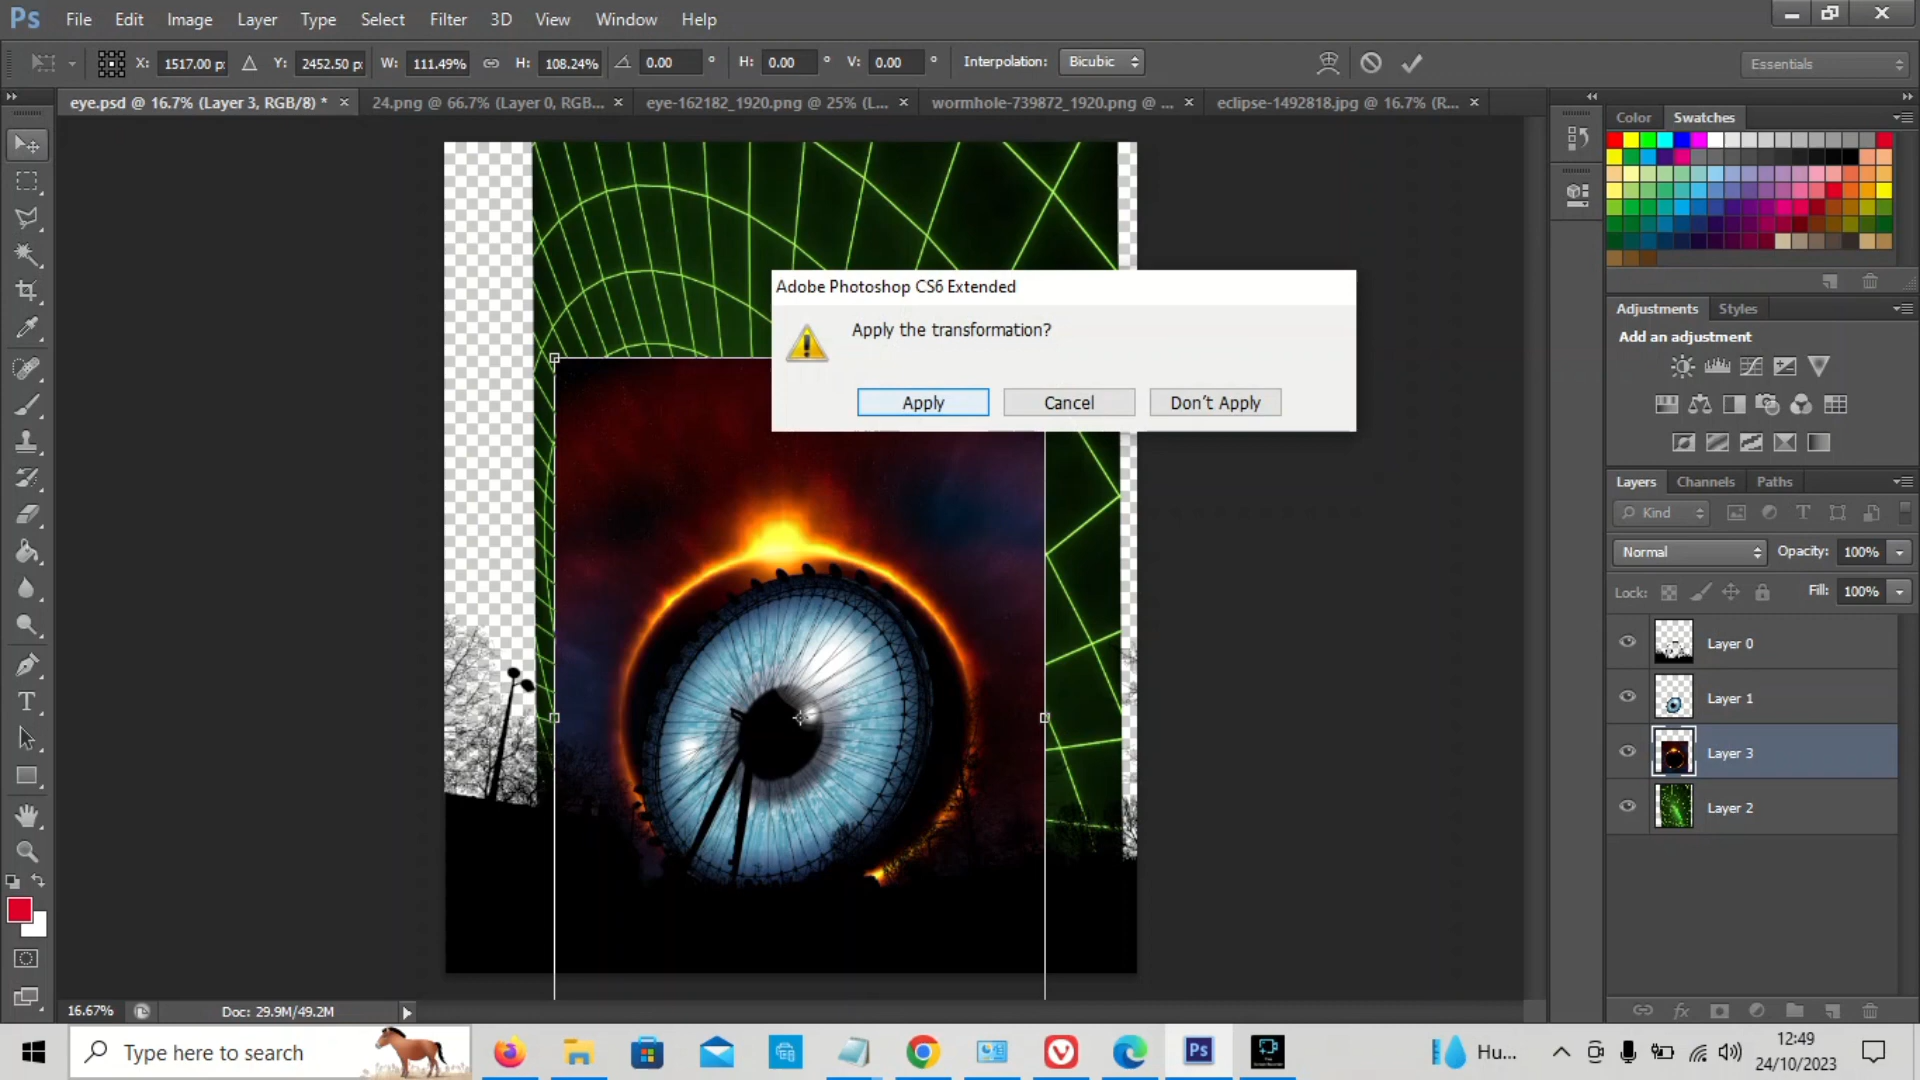 Ps File Edit Image Layer Type Select Filter 3D View Window Help
X: 1517.00 p Y: 2452.50 p W: 111.49% H: 108.24% 0.00 ° H: 0.00 ° V: 0.00 ° Interpolation: Bicubic Essentials
eye.psd @ 16.7% (Layer 3, RGB/8) * × 24.png @ 66.7% (Layer 0, RGB... × eye-162182_1920.png @ 25% (L... × wormhole-739872_1920.png @ ... × eclipse-1492818.jpg @ 16.7% (R... ×
Color Swatches
Adobe Photoshop CS6 Extended
Apply the transformation?
Apply Cancel Don't Apply
Adjustments Styles
Add an adjustment
Layers Channels Paths
Kind
Normal Opacity: 100%
Lock: Fill: 100%
Layer 0
Layer 1
Layer 3
Layer 2
16.67% Doc: 29.9M/49.2M
Type here to search
Ps
Hu...
12:49
24/10/2023